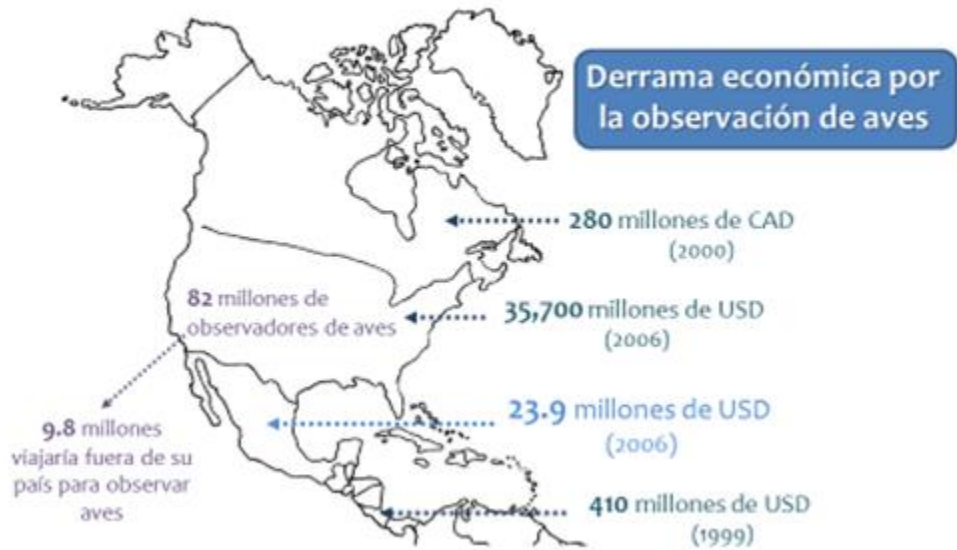 Derrama económica por
la observación de aves
280 millones de CAD
(2000)
82 millones de
observadores de aves
35,700 millones de USD
(2006)
23.9 millones de USD
(2006)
9.8 millones
viajaría fuera de su
país para observar
aves
410 millones de USD
(1999)